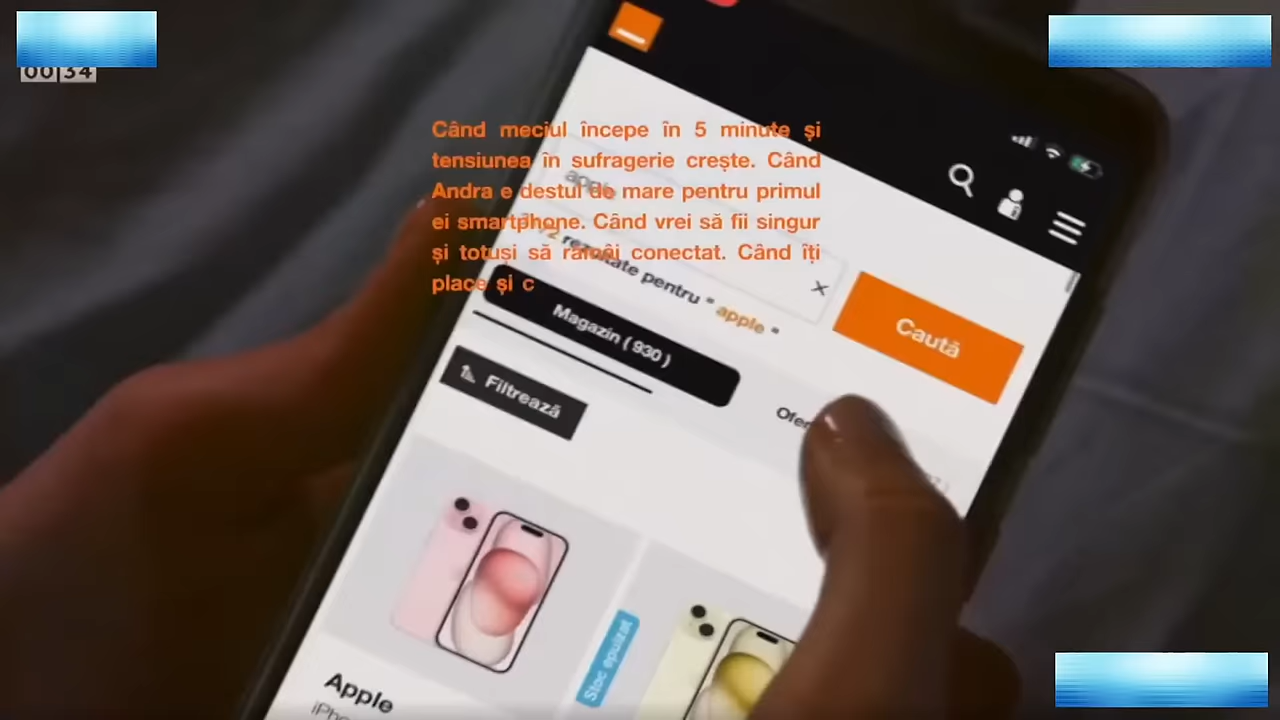 00|34
Când meciul începe în 5 minute și
tensiunea în sufragerie crește. Când
Andra e destul de mare pentru primul
ei smartphone. Când vrei să fii singur
și totuși să rămâi conectat. Când îți
place și c
apple
rezultate pentru " apple "
Caută
Magazin ( 930 )
Filtrează
Stoc epuizat
Apple